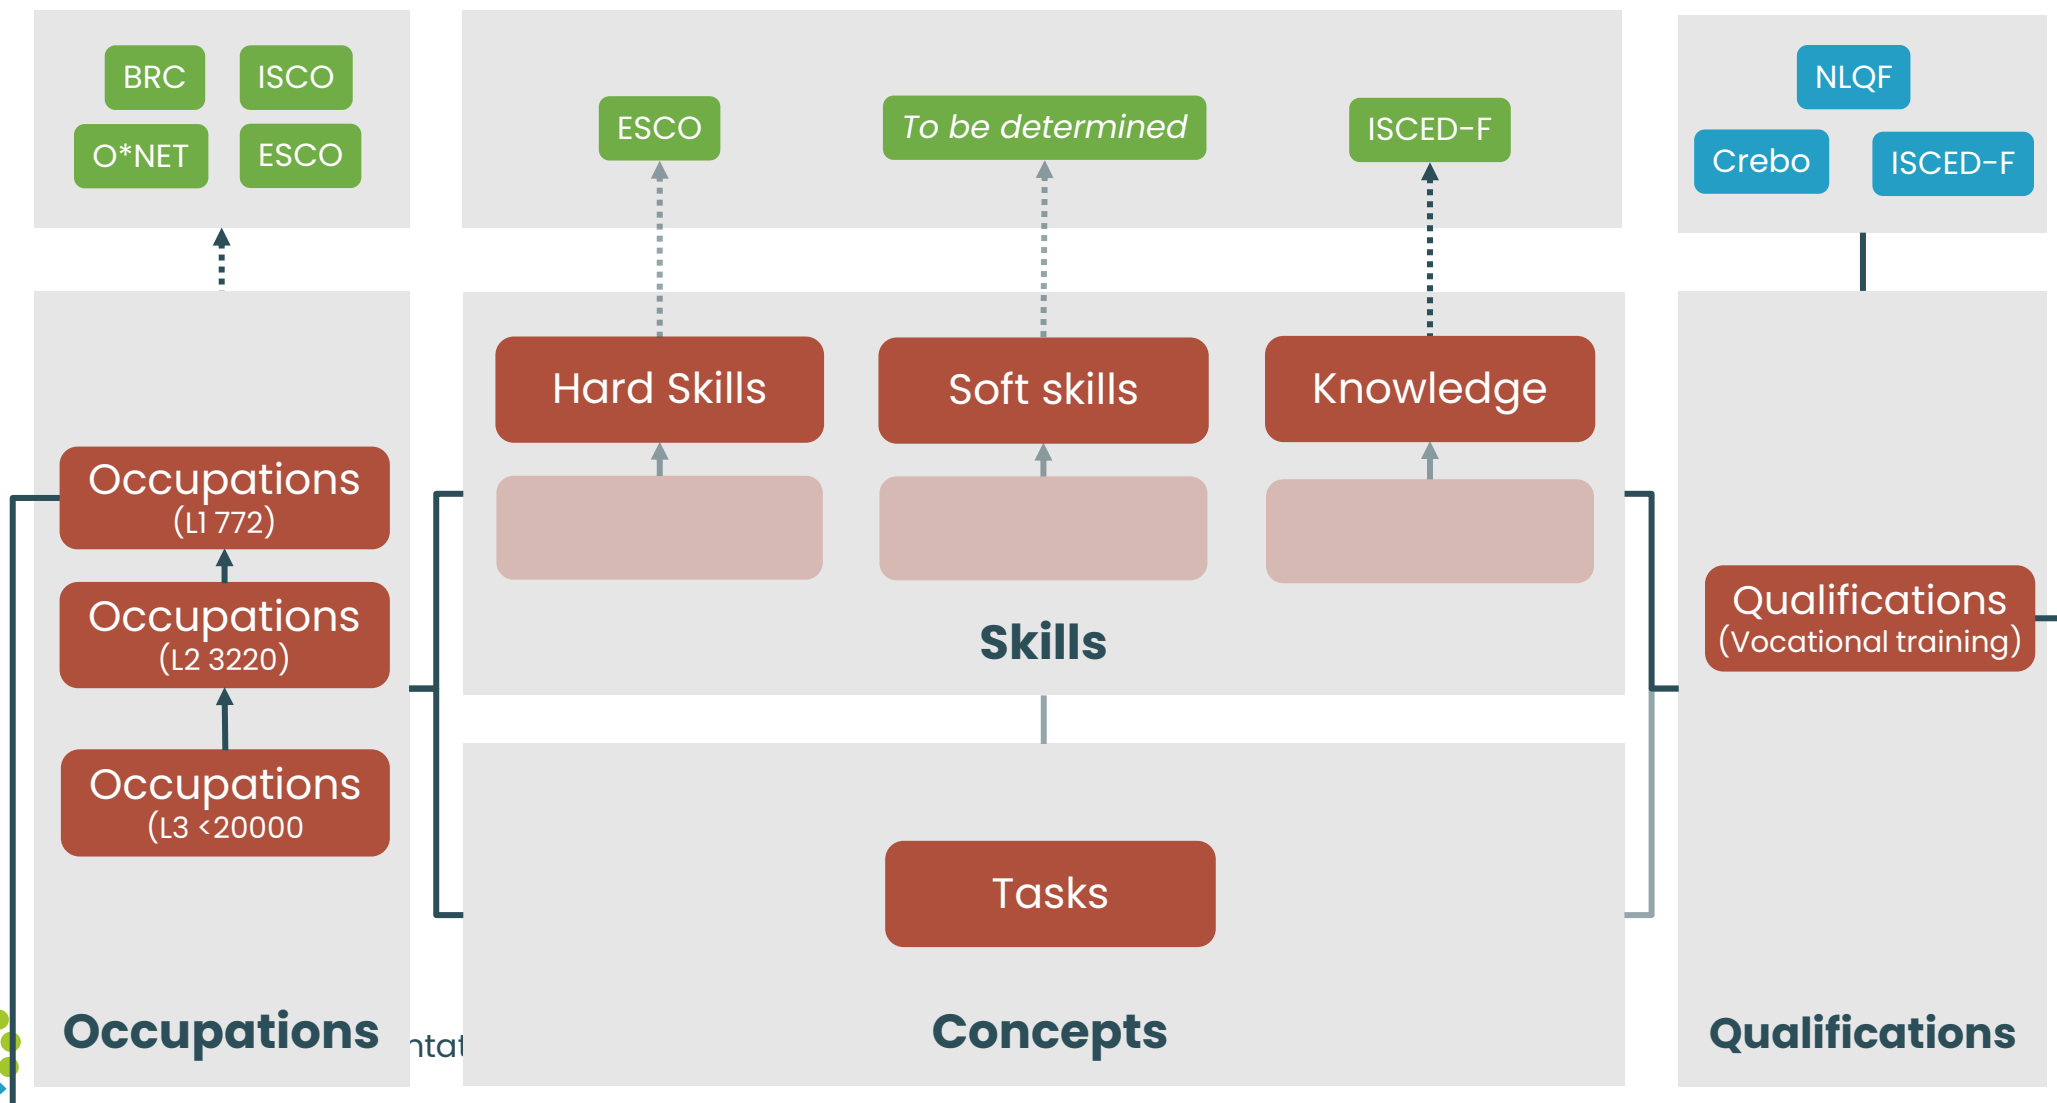 BRC
ISCO
O*NET
ESCO
ESCO
To be determined
ISCED-F
NLQF
Crebo
ISCED-F
Hard Skills
Soft skills
Knowledge
Occupations
(L1 772)
Occupations
(L2 3220)
Occupations
(L3 <20000
Skills
Qualifications
(Vocational training)
Tasks
Occupations
Concepts
Qualifications